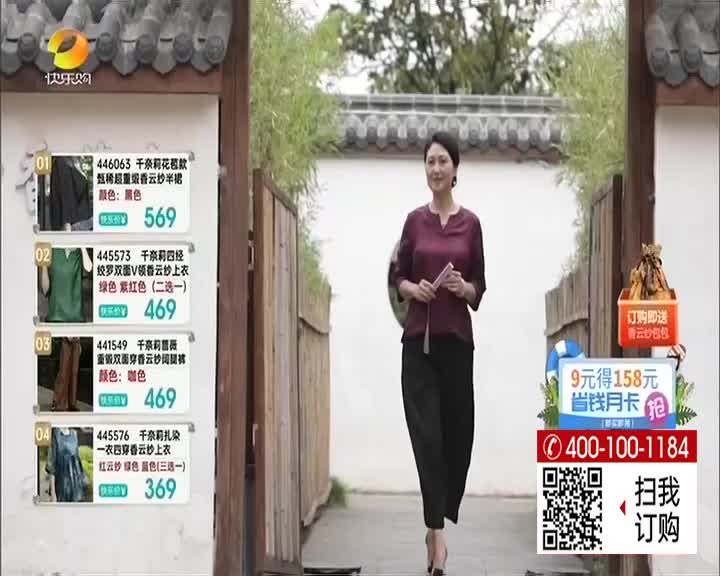 快乐购
01
446063 千奈莉花苞款
甄稀超重缎香云纱半裙
颜色：黑色
快乐价¥ 569
02
445573 千奈莉四经
绞罗双面V领香云纱上衣
绿色 紫红色（二选一）
快乐价¥ 469
03
441549 千奈莉蔷薇
重缎双面穿香云纱阔腿裤
颜色：咖色
快乐价¥ 469
04
445576 千奈莉扎染
一衣四穿香云纱上衣
红云纱 绿色 蓝色(三选一)
快乐价¥ 369
订购即送
香云纱包包
9元得158元
省钱月卡
抢
400-100-1184
扫我
订购